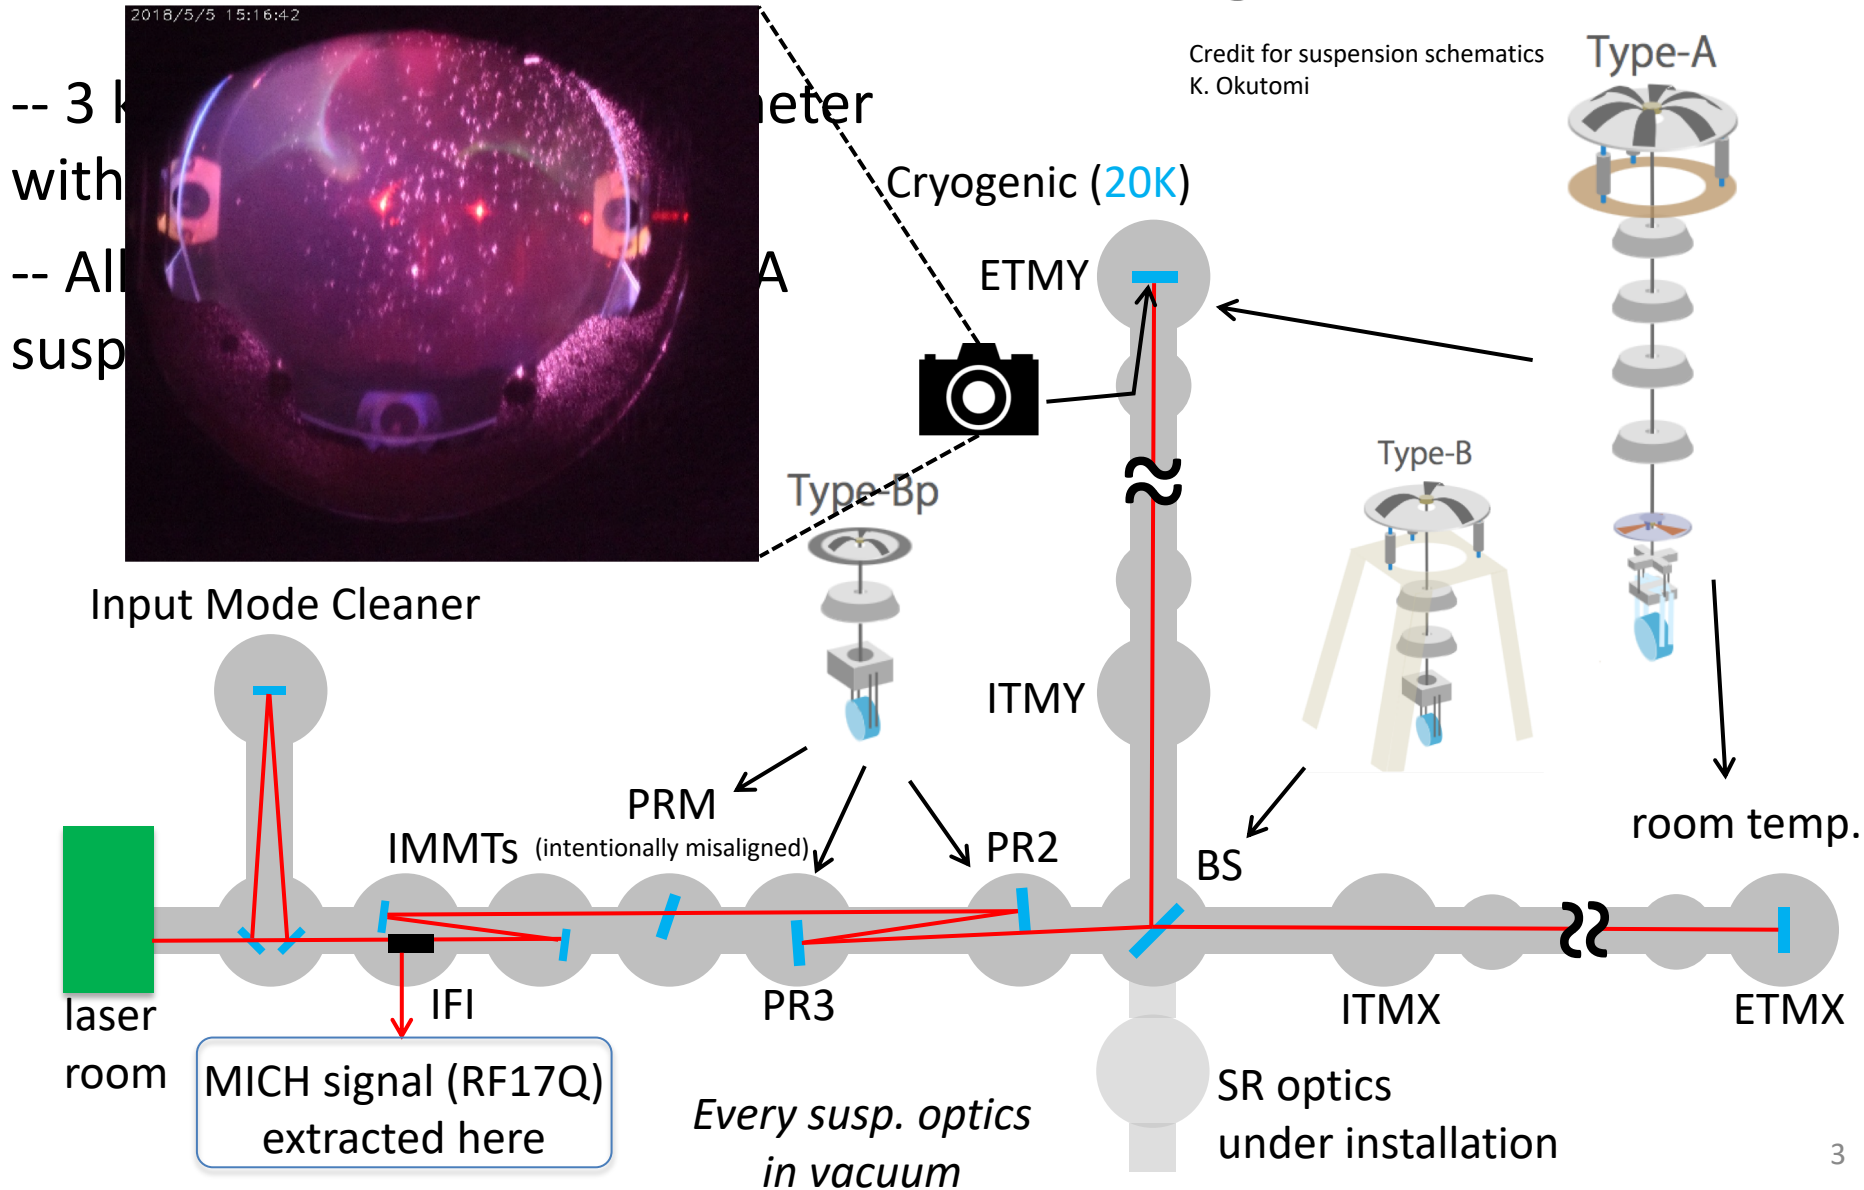 2018/5/5 15:16:42
Credit for suspension schematics
K. Okutomi
Type-A
-- 3
meter
with
Cryogenic (20K)
-- All
A
ETMY
susp
Type-B
Type-Bp
Input Mode Cleaner
ITMY
PRM
(intentionally misaligned)
IMMTs
PR2
BS
room temp.
laser
room
IFI
PR3
ITMX
ETMX
MICH signal (RF17Q)
extracted here
Every susp. optics
in vacuum
SR optics
under installation
3